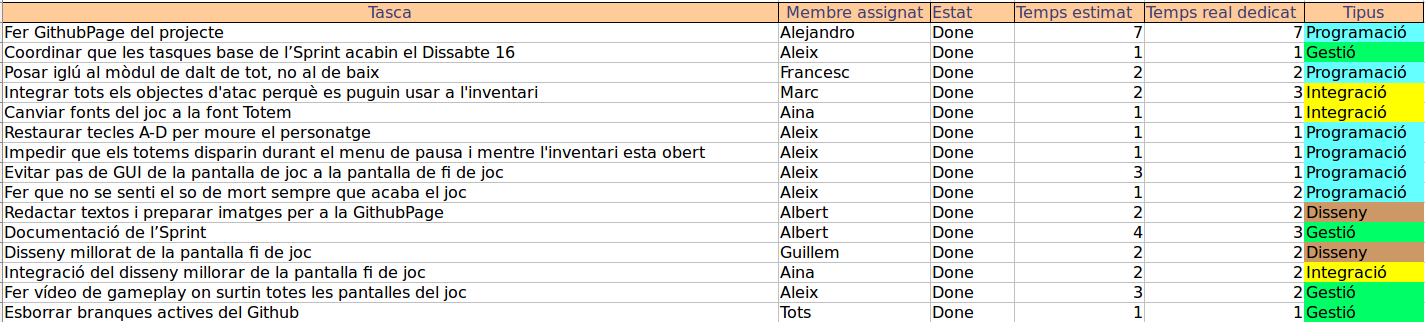 Tasca Membre assignat Estat Temps estimat Temps real dedicat Tipus
Fer GithubPage del projecte Alejandro Done 7 7 Programació
Coordinar que les tasques base de l’Sprint acabin el Dissabte 16 Aleix Done 1 1 Gestió
Posar iglú al mòdul de dalt de tot, no al de baix Francesc Done 2 2 Programació
Integrar tots els objectes d'atac perquè es puguin usar a l'inventari Marc Done 2 3 Integració
Canviar fonts del joc a la font Totem Aina Done 1 1 Integració
Restaurar tecles A-D per moure el personatge Aleix Done 1 1 Programació
Impedir que els totems disparin durant el menu de pausa i mentre l'inventari esta obert Aleix Done 1 1 Programació
Evitar pas de GUI de la pantalla de joc a la pantalla de fi de joc Aleix Done 3 1 Programació
Fer que no se senti el so de mort sempre que acaba el joc Aleix Done 1 2 Programació
Redactar textos i preparar imatges per a la GithubPage Albert Done 2 2 Disseny
Documentació de l’Sprint Albert Done 4 3 Gestió
Disseny millorat de la pantalla fi de joc Guillem Done 2 2 Disseny
Integració del disseny millorar de la pantalla fi de joc Aina Done 2 2 Integració
Fer vídeo de gameplay on surtin totes les pantalles del joc Aleix Done 3 2 Gestió
Esborrar branques actives del Github Tots Done 1 1 Gestió